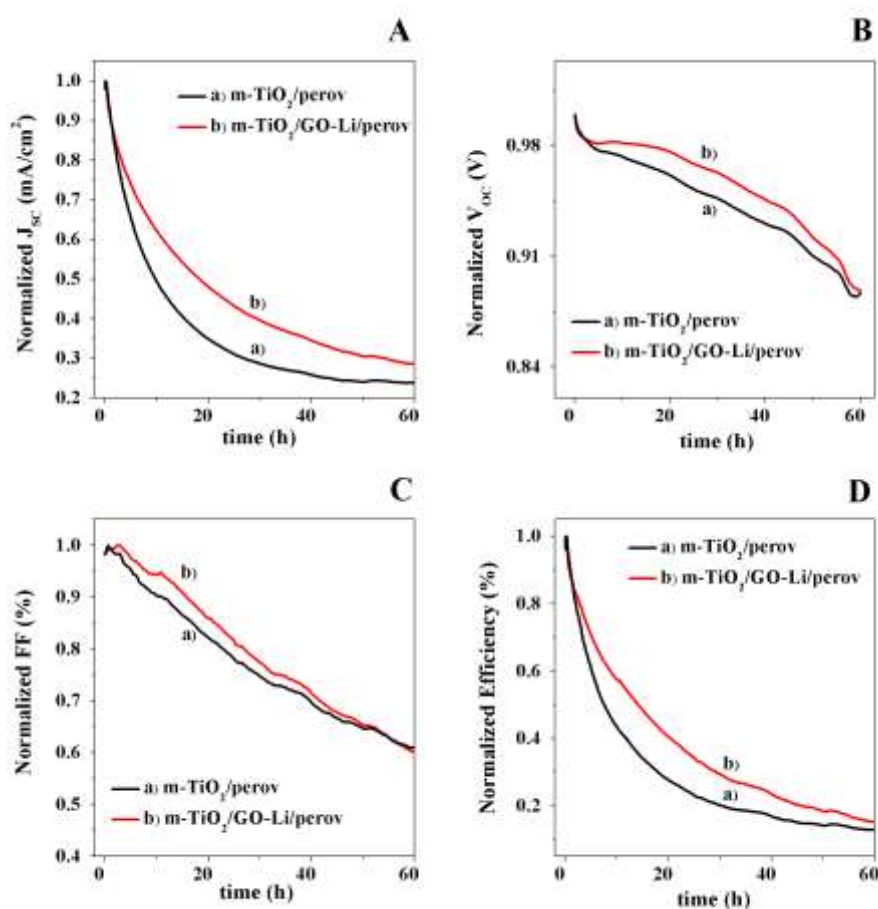 A
1.0
0.9
0.8
0.7
0.6
0.5
0.4
0.3
0.2
0
20
40
60
Normalized J_SC (mA/cm²)
time (h)
a) m-TiO₂/perov
b) m-TiO₂/GO-Li/perov
b)
a)
B
0.98
0.91
0.84
0
20
40
60
Normalized V_OC (V)
time (h)
b)
a)
a) m-TiO₂/perov
b) m-TiO₂/GO-Li/perov
C
1.0
0.9
0.8
0.7
0.6
0.5
0.4
0
20
40
60
Normalized FF (%)
time (h)
b)
a)
a) m-TiO₂/perov
b) m-TiO₂/GO-Li/perov
D
1.0
0.8
0.6
0.4
0.2
0
20
40
60
Normalized Efficiency (%)
time (h)
a) m-TiO₂/perov
b) m-TiO₂/GO-Li/perov
b)
a)